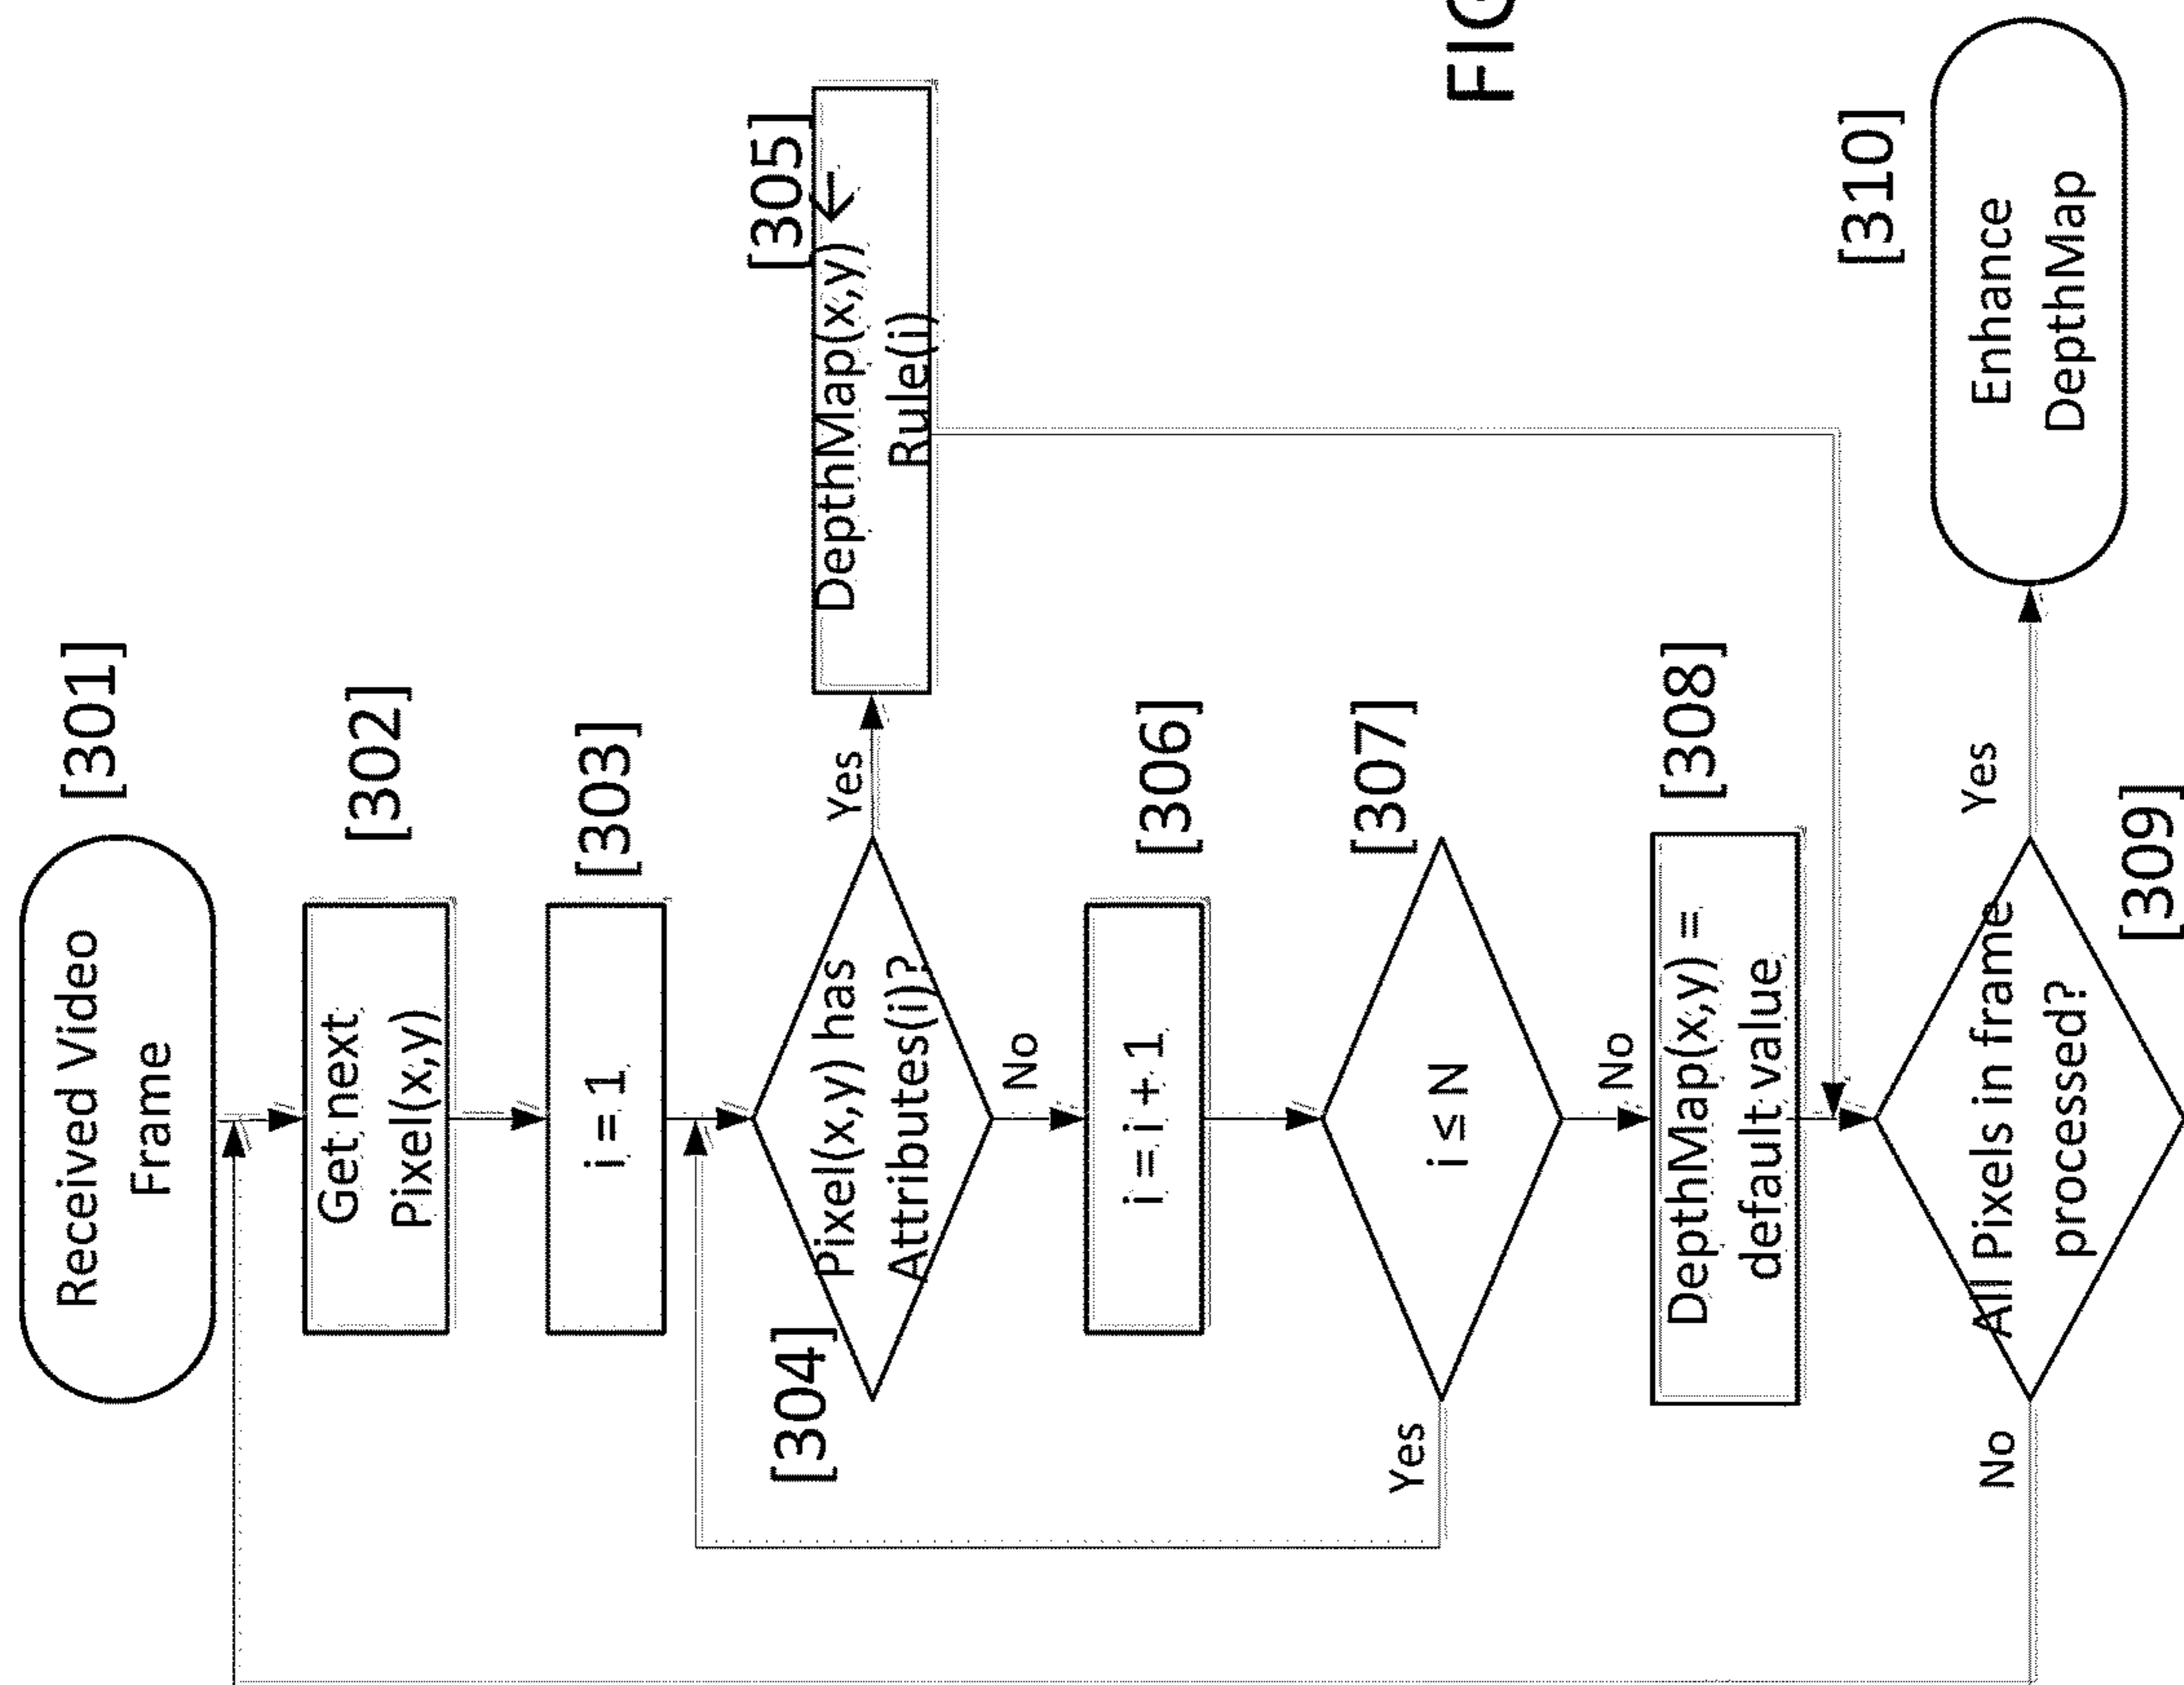 [301]
Received Video
Frame
[302]
Get next
Pixel(x,y)
[303]
i = 1
[304]
Pixel(x,y) has
Attributes(i)?
Yes
[305]
DepthMap(x,y) ←
Rule(i)
No
[306]
i = i + 1
[307]
i ≤ N
Yes
No
[308]
DepthMap(x,y) =
default value
[309]
All Pixels in frame
processed?
No
Yes
[310]
Enhance
DepthMap
FIG